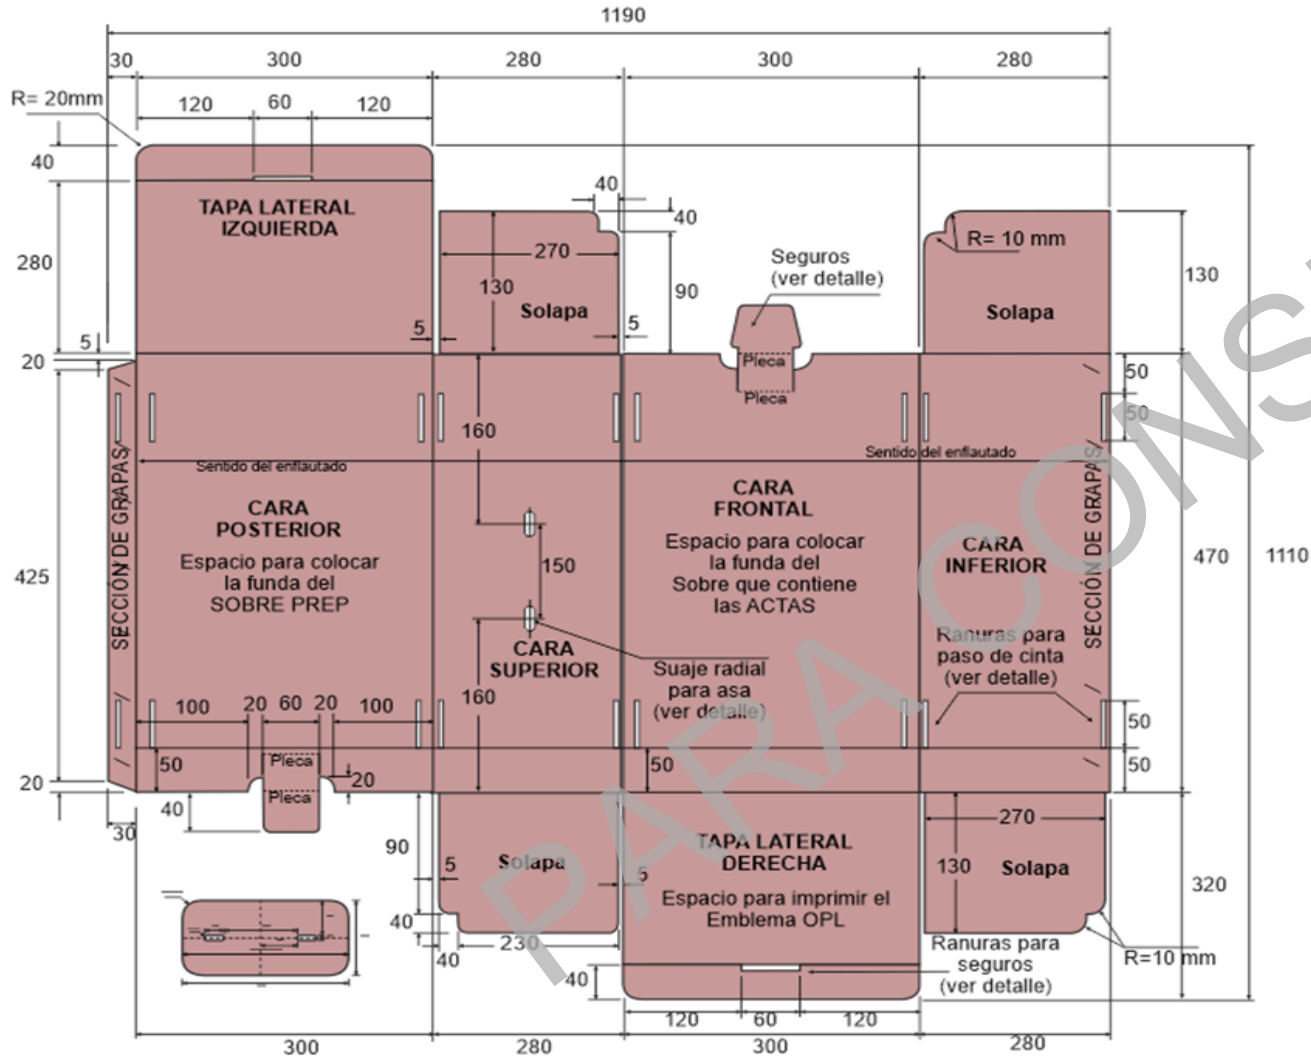 1190
30
300
280
300
280
R= 20mm
120
60
120
40
TAPA LATERAL
IZQUIERDA
40
40
270
130
Solapa
280
90
5
5
5
20
Seguros
(ver detalle)
R= 10 mm
130
Solapa
Pleca
Pleca
50
50
160
Sentido del enflautado
Sentido del enflautado
SECCIÓN DE GRAPAS
CARA
POSTERIOR
Espacio para colocar
la funda del
SOBRE PREP
425
150
CARA
SUPERIOR
160
Suaje radial
para asa
(ver detalle)
CARA
FRONTAL
Espacio para colocar
la funda del
Sobre que contiene
las ACTAS
CARA
INFERIOR
SECCIÓN DE GRAPAS
470
1110
Ranuras para
paso de cinta
(ver detalle)
100
20
60
20
100
50
50
Pleca
Pleca
50
20
50
20
40
30
90
5
Solapa
5
40
40
230
TAPA LATERAL
DERECHA
Espacio para imprimir el
Emblema OPL
270
130
Solapa
320
Ranuras para
seguros
(ver detalle)
R=10 mm
40
120
60
120
300
280
300
280
PARA CONS